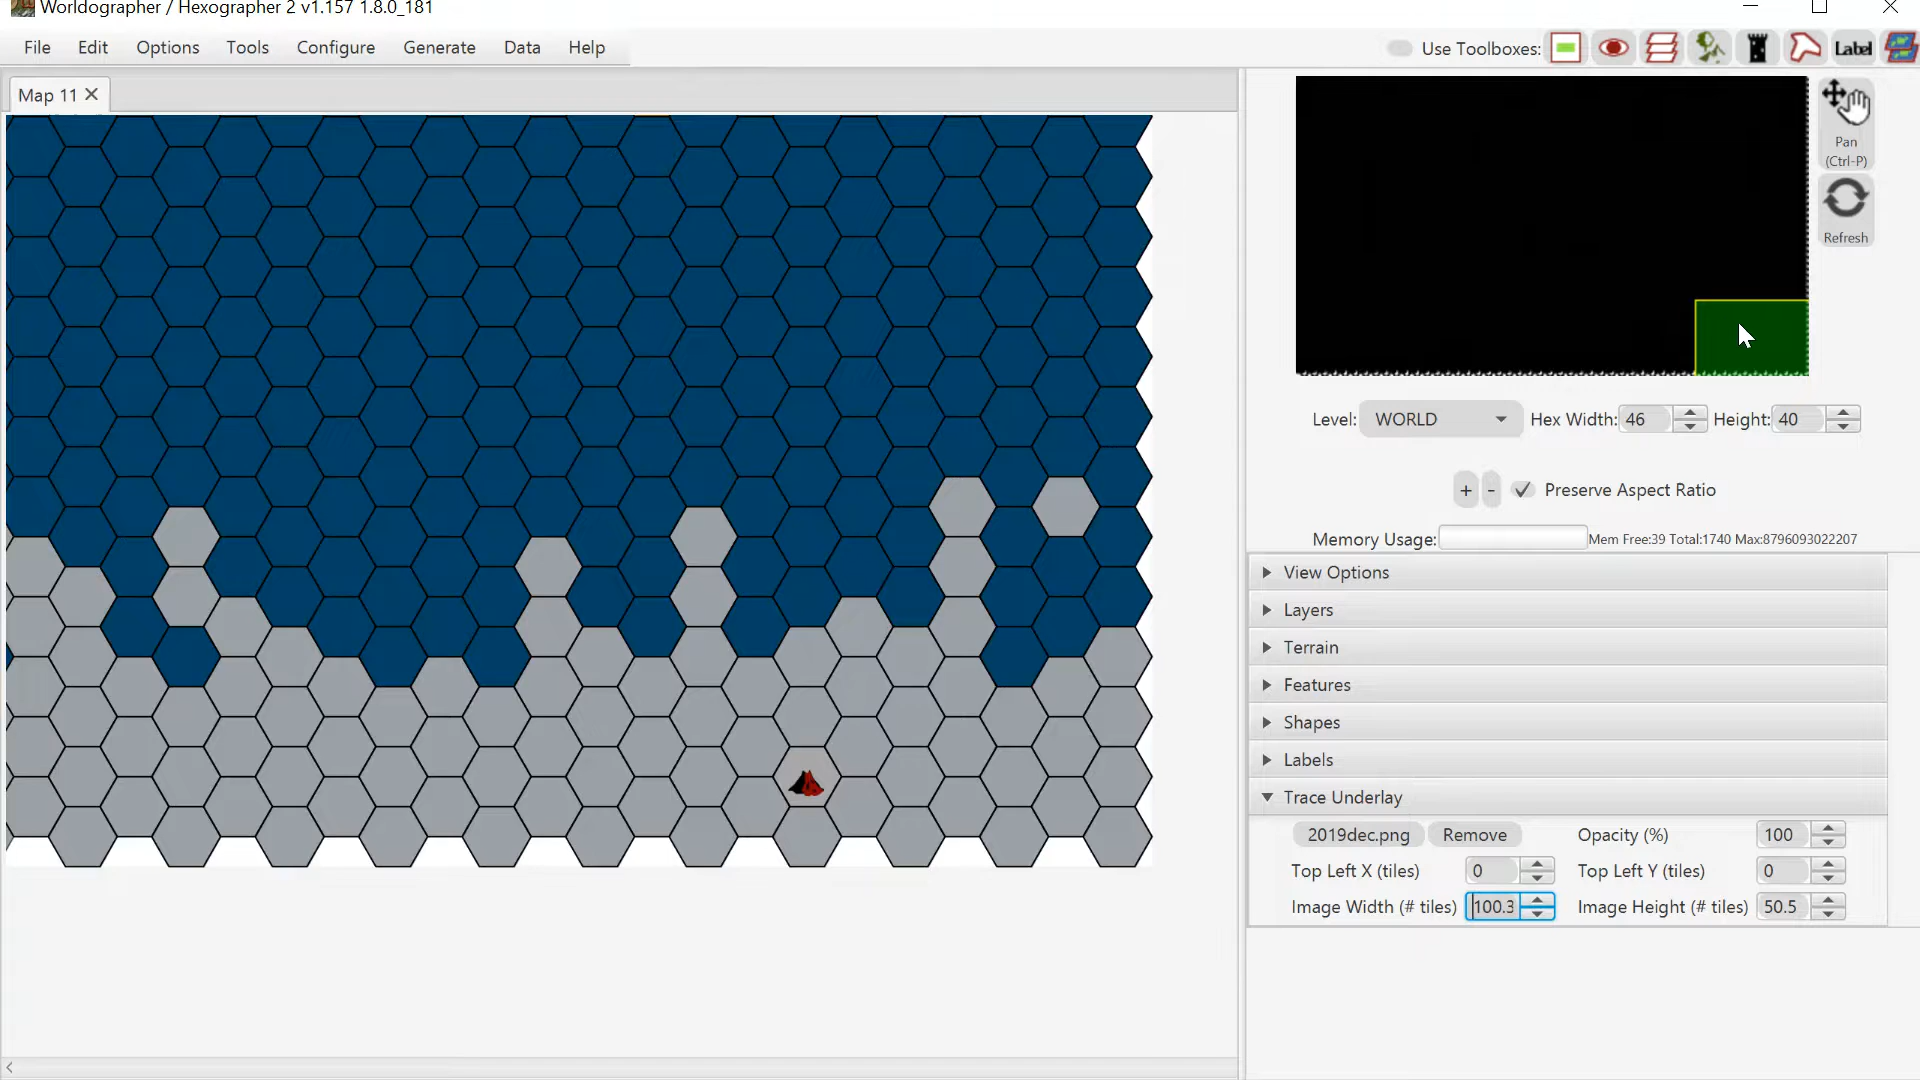 Worldographer / Hexographer 2 v1.157 1.8.0_181
File Edit Options Tools Configure Generate Data Help Use Toolboxes: Label
Map 11
Pan
(Ctrl-P)
Refresh
Level: WORLD Hex Width: 46 Height: 40
+ - Preserve Aspect Ratio
Memory Usage: Mem Free:39 Total:1740 Max:8796093022207
View Options
Layers
Terrain
Features
Shapes
Labels
Trace Underlay
2019dec.png Remove Opacity (%) 100
Top Left X (tiles) 0 Top Left Y (tiles) 0
Image Width (# tiles) 100.3 Image Height (# tiles) 50.5